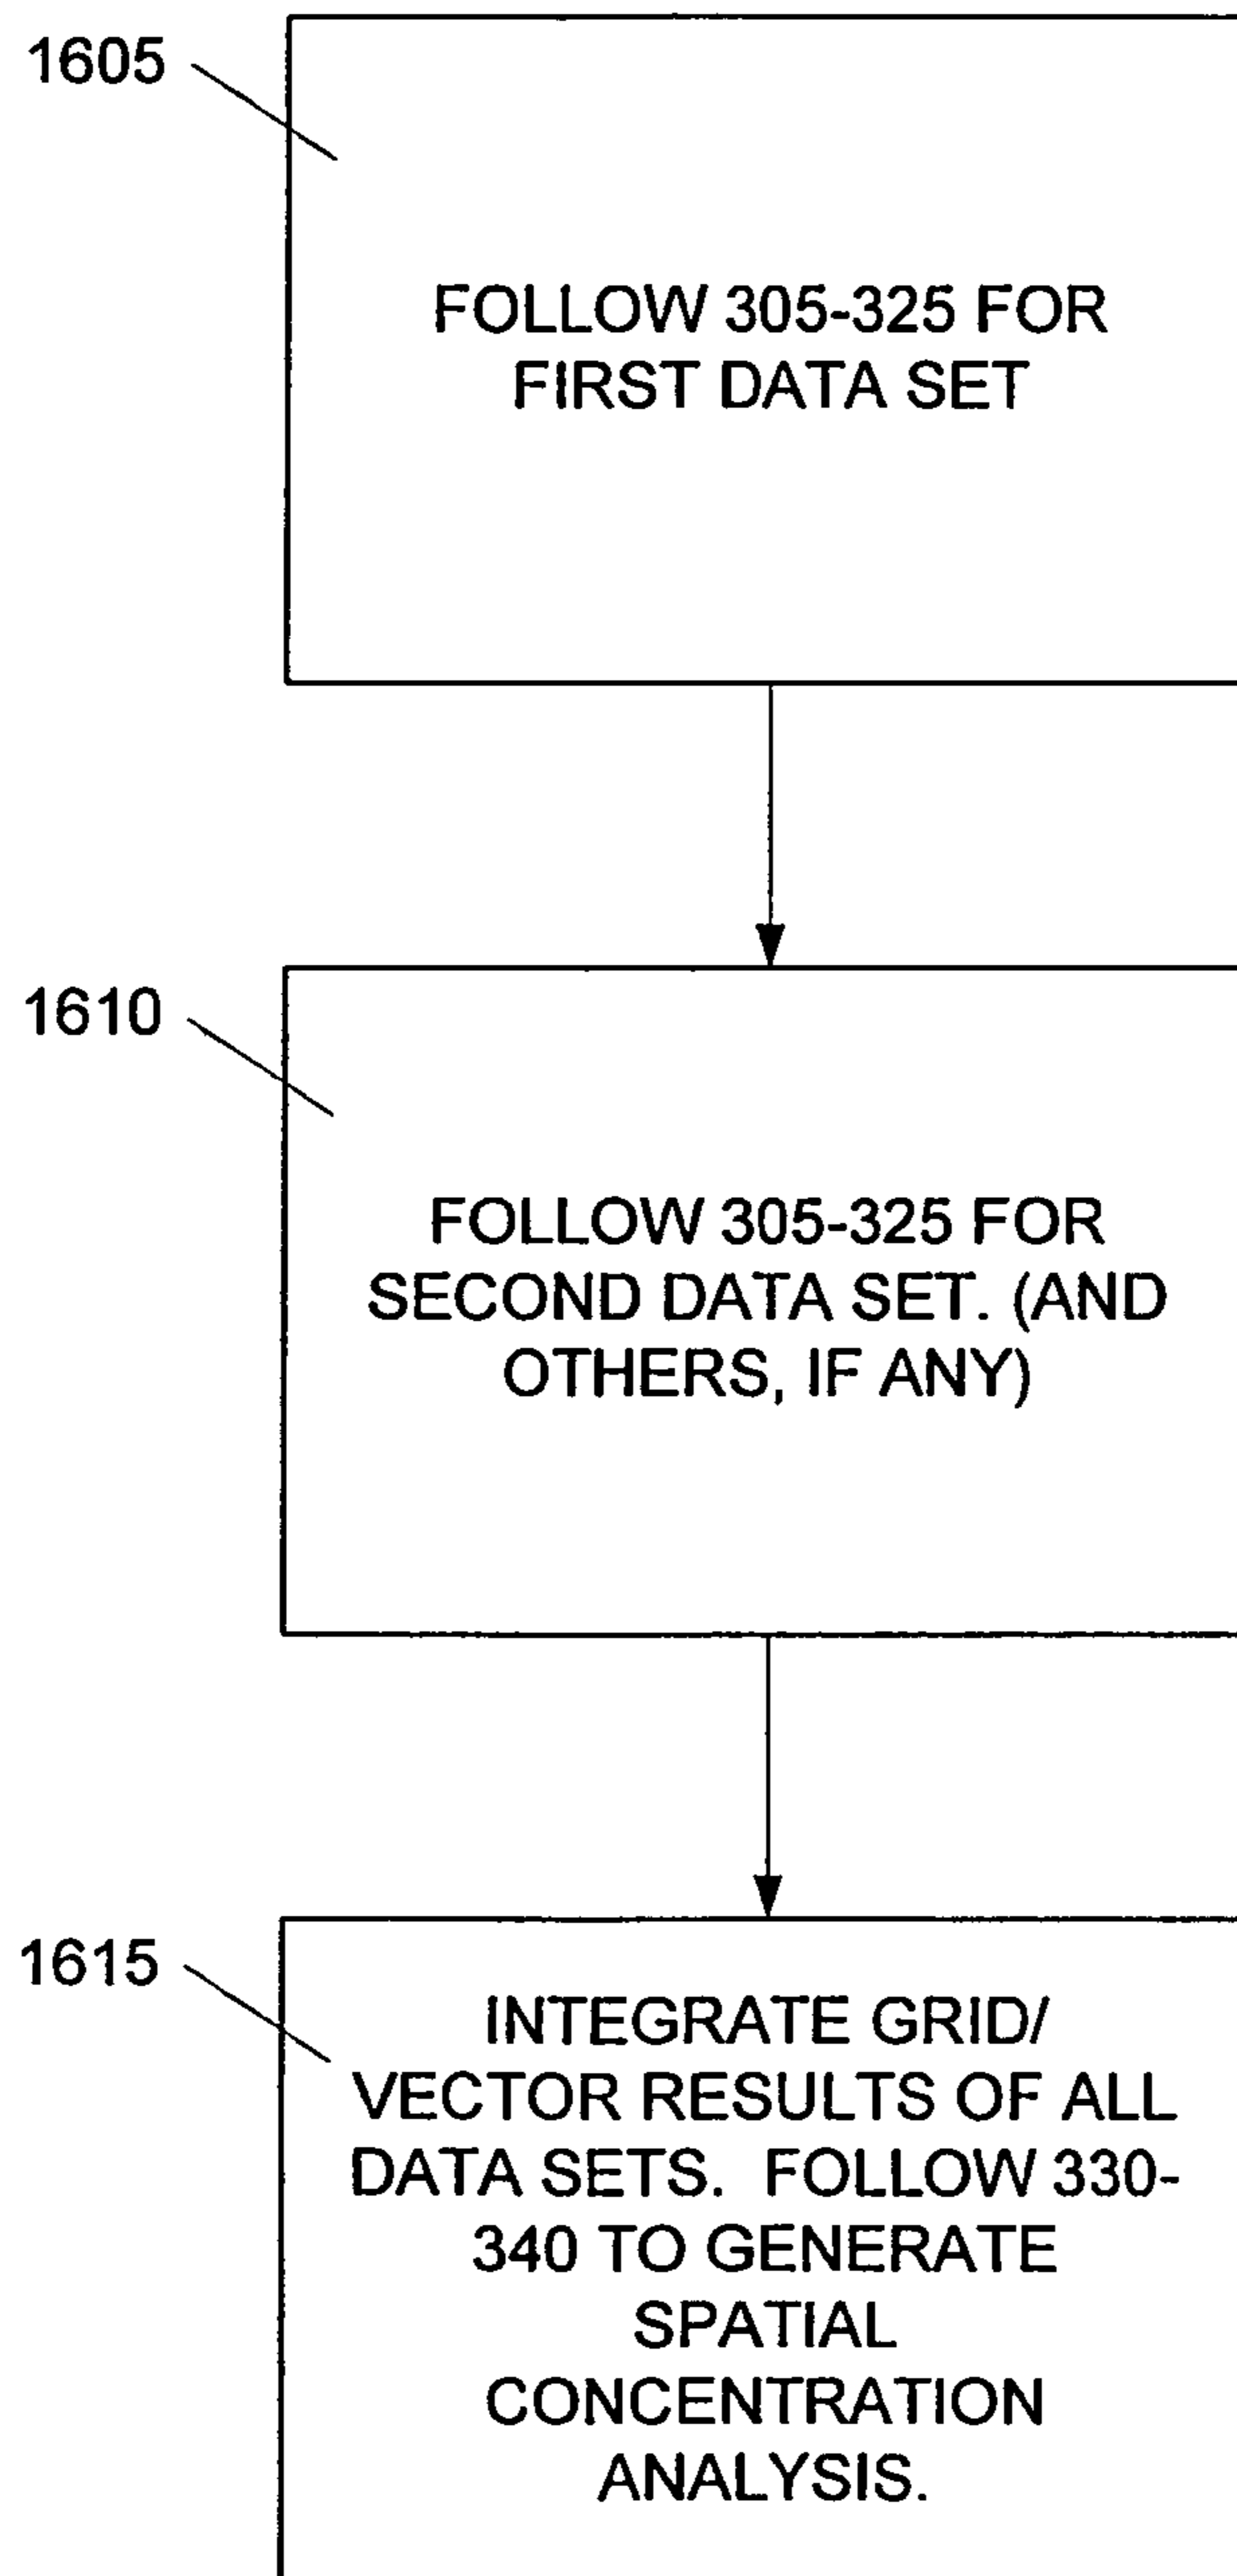 1605
FOLLOW 305-325 FOR
FIRST DATA SET
1610
FOLLOW 305-325 FOR
SECOND DATA SET. (AND
OTHERS, IF ANY)
1615
INTEGRATE GRID/
VECTOR RESULTS OF ALL
DATA SETS. FOLLOW 330-
340 TO GENERATE
SPATIAL
CONCENTRATION
ANALYSIS.